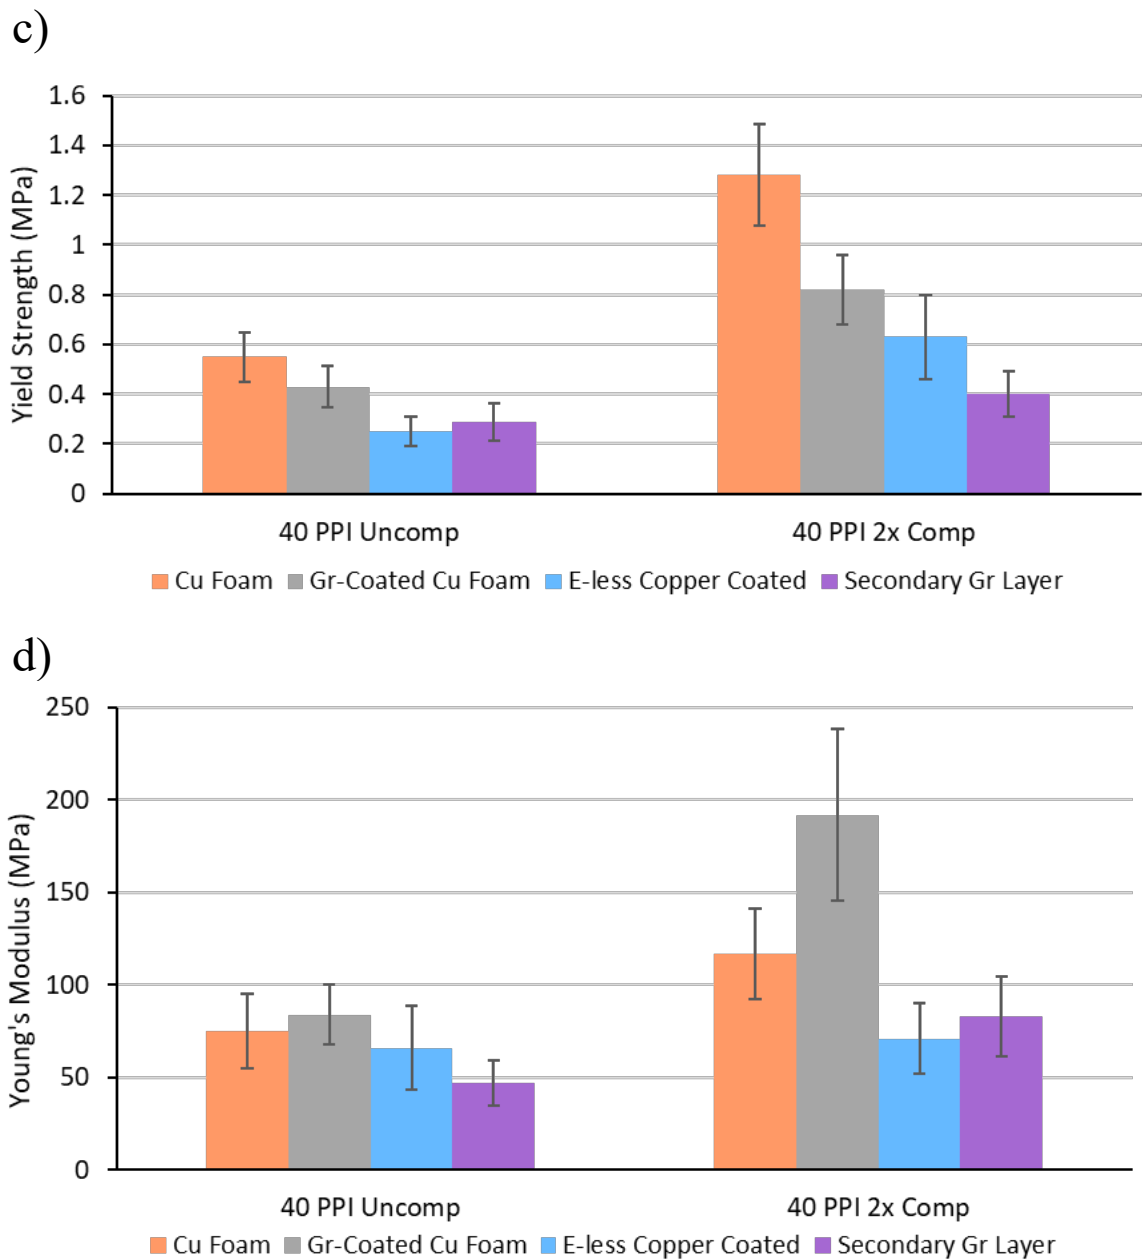 c)
Yield Strength (MPa)
1.6
1.4
1.2
1
0.8
0.6
0.4
0.2
0
40 PPI Uncomp
40 PPI 2x Comp
Cu Foam
Gr-Coated Cu Foam
E-less Copper Coated
Secondary Gr Layer
d)
Young's Modulus (MPa)
250
200
150
100
50
0
40 PPI Uncomp
40 PPI 2x Comp
Cu Foam
Gr-Coated Cu Foam
E-less Copper Coated
Secondary Gr Layer